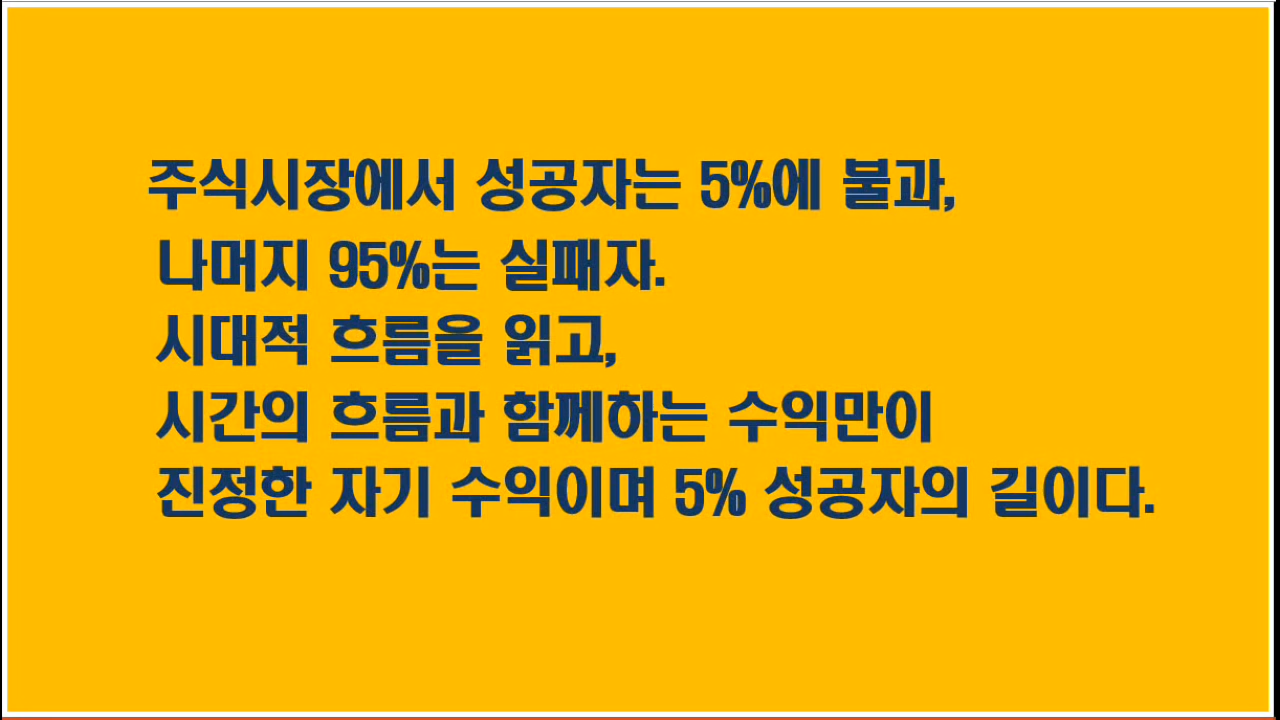 주식시장에서 성공자는 5%에 불과,
나머지 95%는 실패자.
시대적 흐름을 읽고,
시간의 흐름과 함께하는 수익만이
진정한 자기 수익이며 5% 성공자의 길이다.